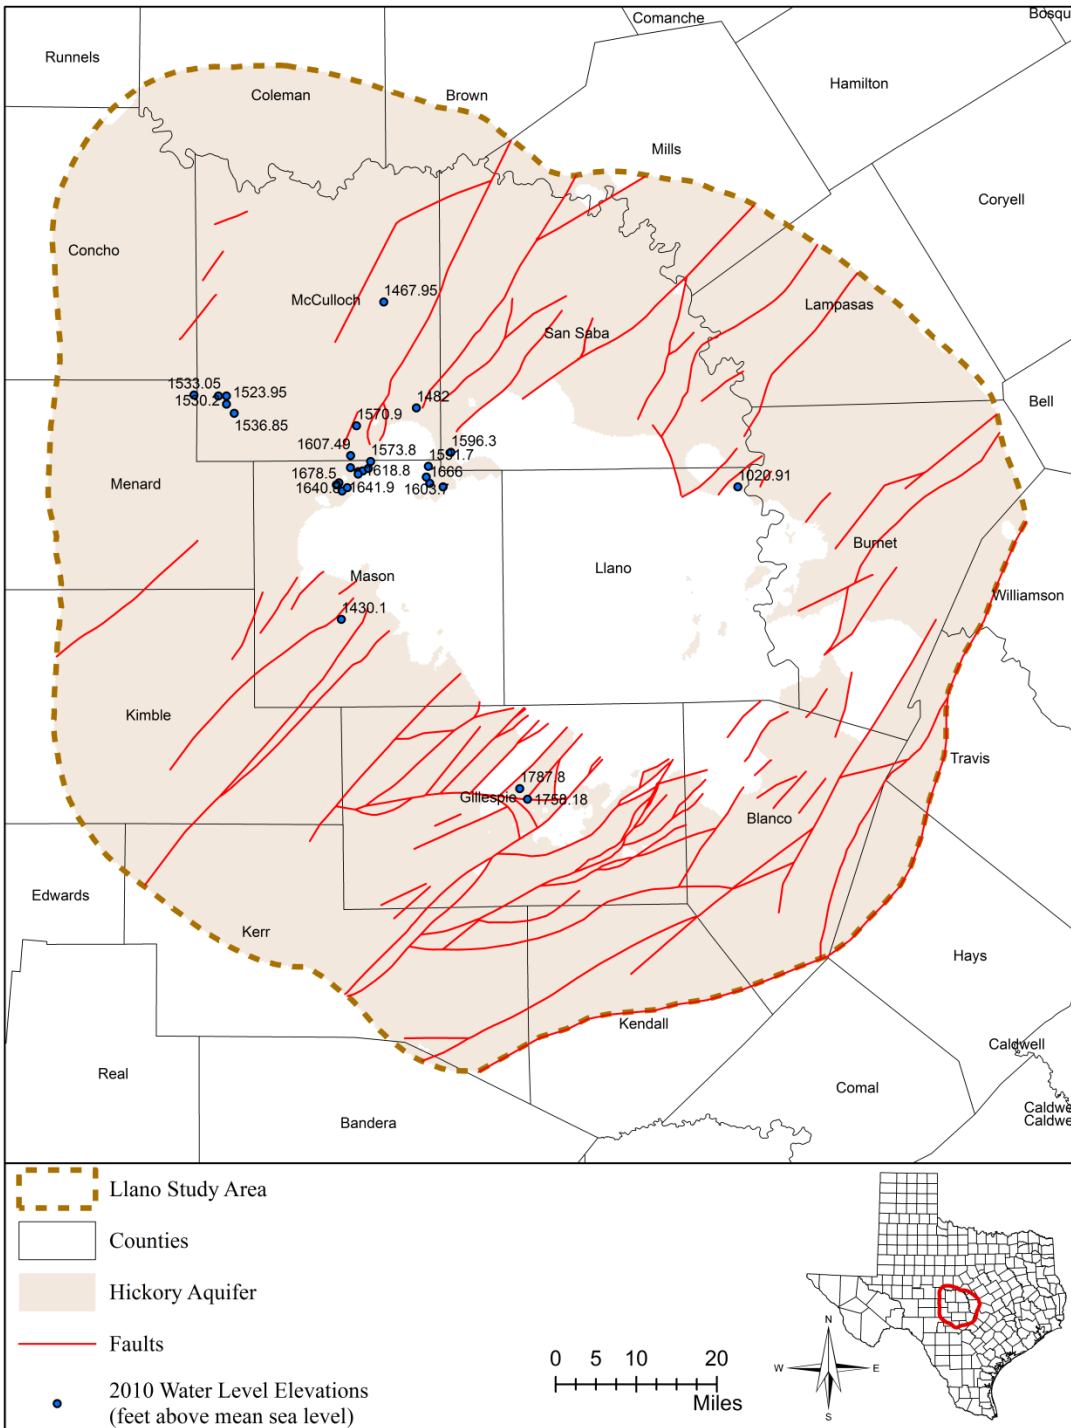 Comanche
Bosqu
Runnels
Hamilton
Coleman
Brown
Mills
Coryell
Concho
1467.95
McCulloch
Lampasas
San Saba
1533.05
1523.95
1530.2
1482
Bell
1536.85
1570.9
1607.49
1573.8
1596.3
1591.7
1678.5
1618.8
1666
1020.91
Menard
1640.8
1641.9
1603.7
Burnet
Mason
Llano
Williamson
1430.1
Kimble
Travis
1787.8
Gillespie
1758.18
Blanco
Edwards
Kerr
Hays
Kendall
Caldwell
Real
Comal
Caldwe
Caldwe
Bandera
Llano Study Area
Counties
Hickory Aquifer
Faults
2010 Water Level Elevations
(feet above mean sea level)
0 5 10 20
Miles
N
W E
S